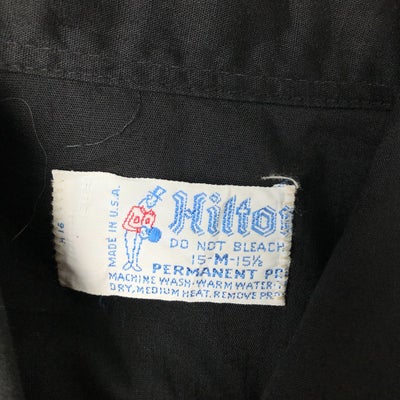 MADE IN U.S.A.
Hilto
DO NOT BLEACH
15-M-15½
PERMANENT PR
MACHINE WASH-WARM WATER-
DRY, MEDIUM HEAT. REMOVE PRO